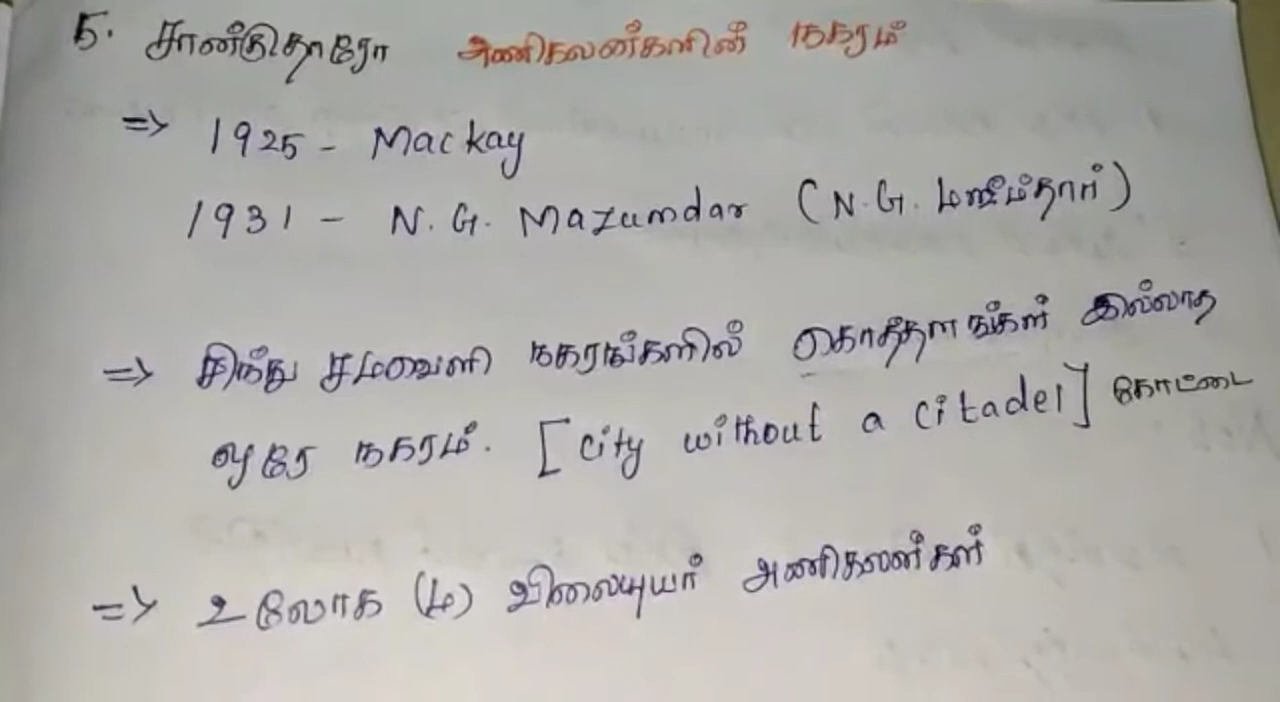 5. சான்குதாரோ அணிகலன்களின் நகரம்
=> 1925 - Mackay
1931 - N. G. Mazumdar (N.G. மஜும்தார்)
=> சிந்து சமவெளி நகரங்களில் கொத்தளங்கள் இல்லாத
ஒரே நகரம். [City without a Citadel] கோட்டை
=> உலோக (ம) விலையுயர் அணிகலன்கள்